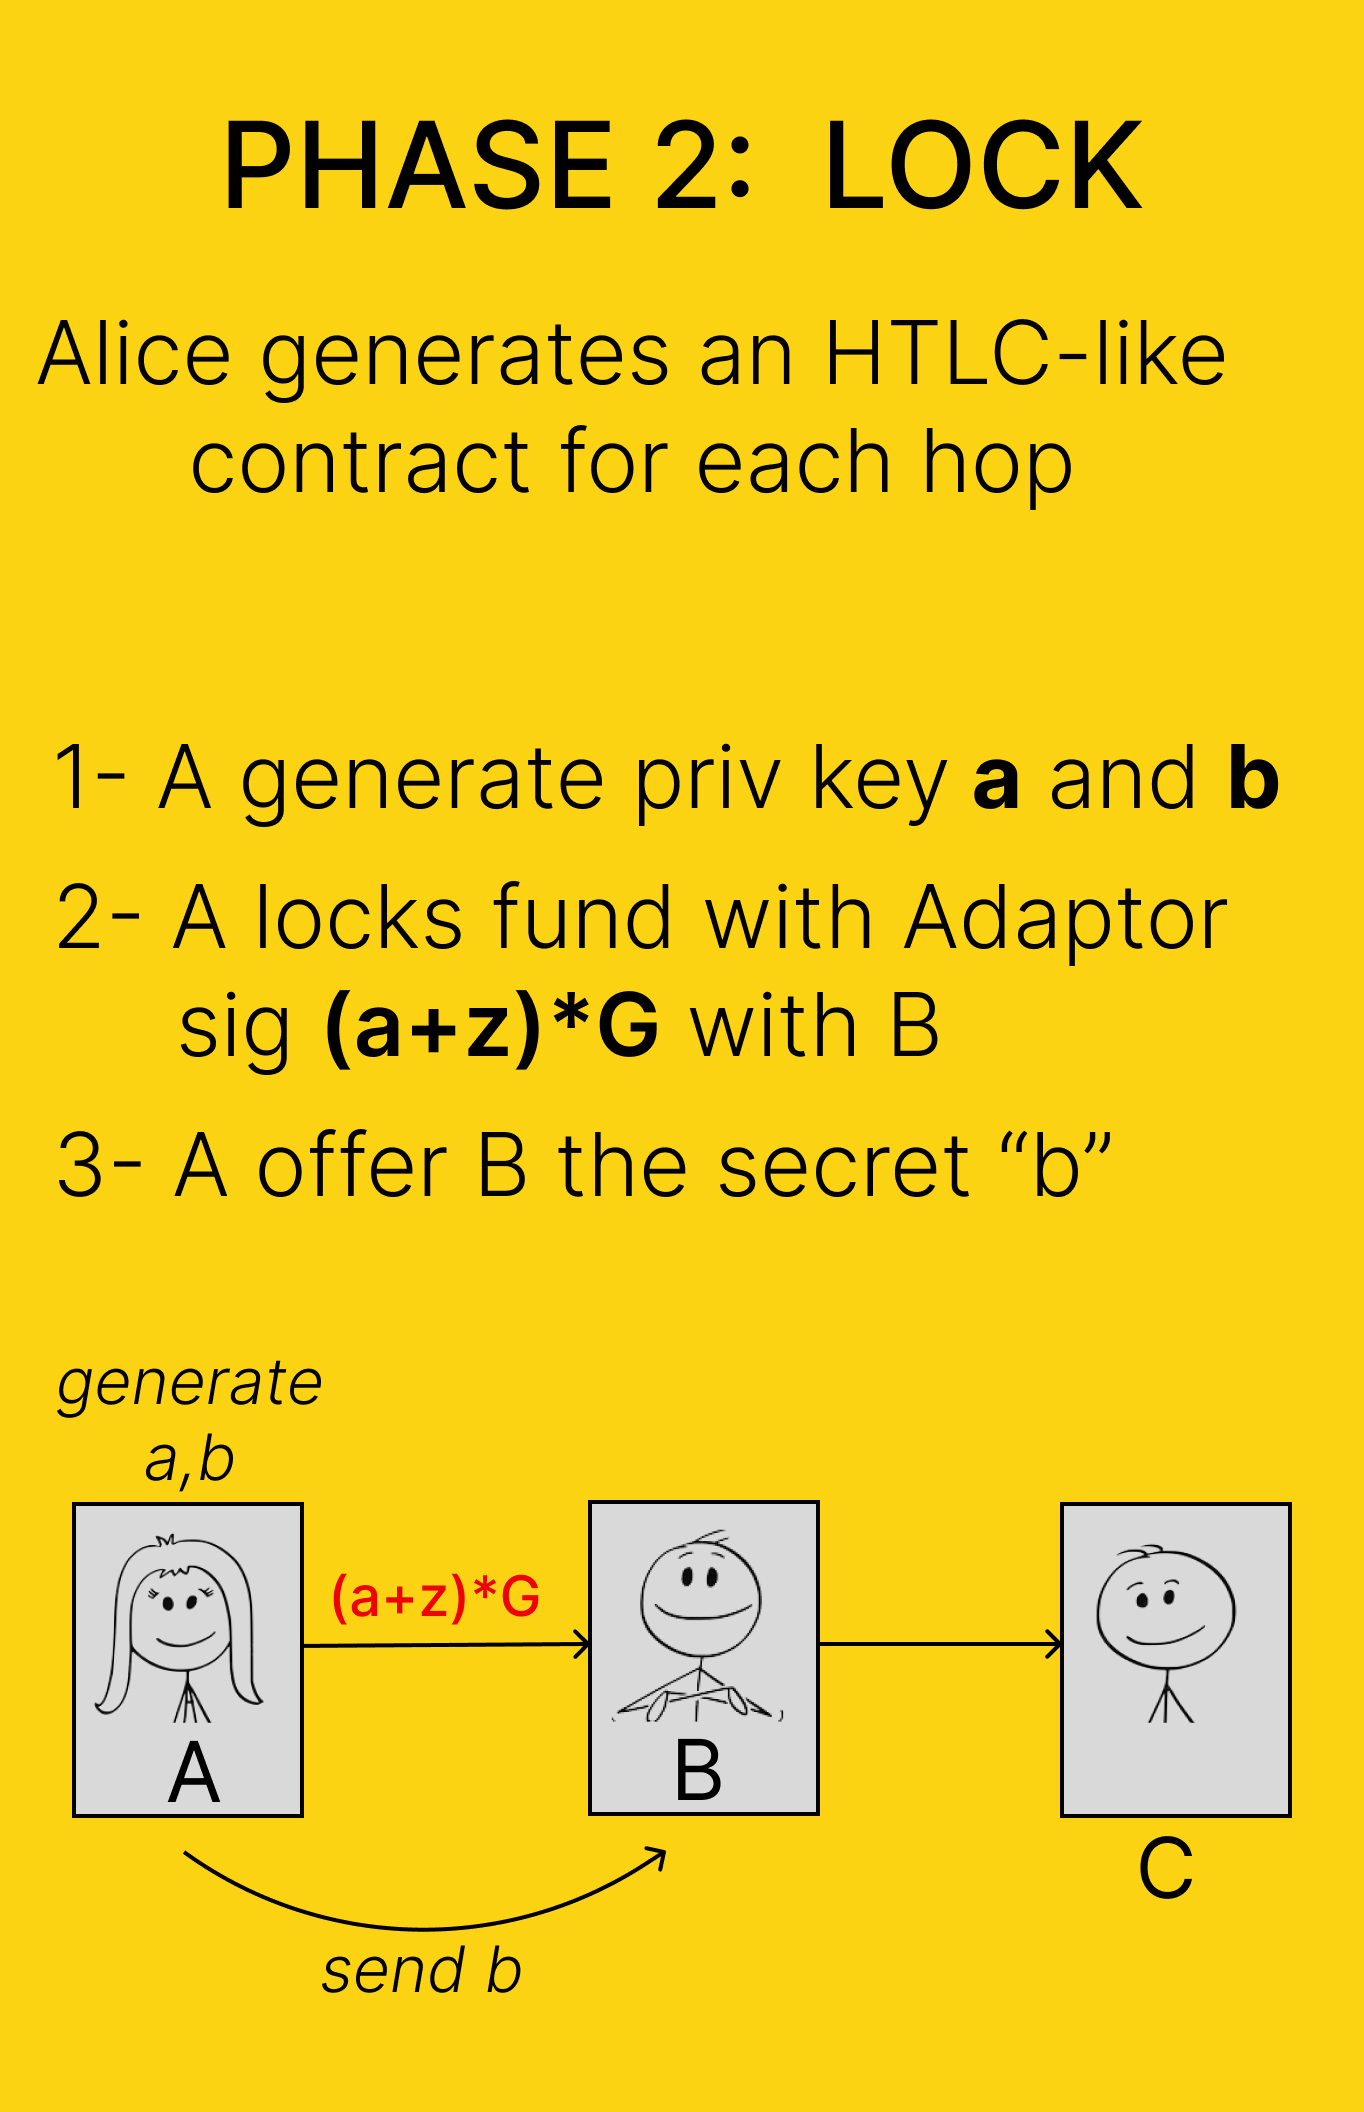 PHASE 2: LOCK
Alice generates an HTLC-like
contract for each hop
1- A generate priv key a and b
2- A locks fund with Adaptor
sig (a+z)*G with B
3- A offer B the secret “b”
generate
a,b
(a+z)*G
A
B
C
send b